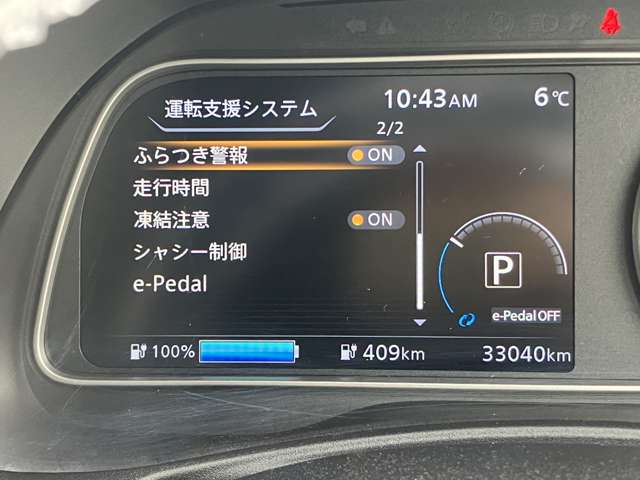 運転支援システム
10:43AM
6℃
2/2
ふらつき警報 ON
走行時間
凍結注意 ON
シャシー制御
e-Pedal
P
e-Pedal OFF
100%
409km
33040km